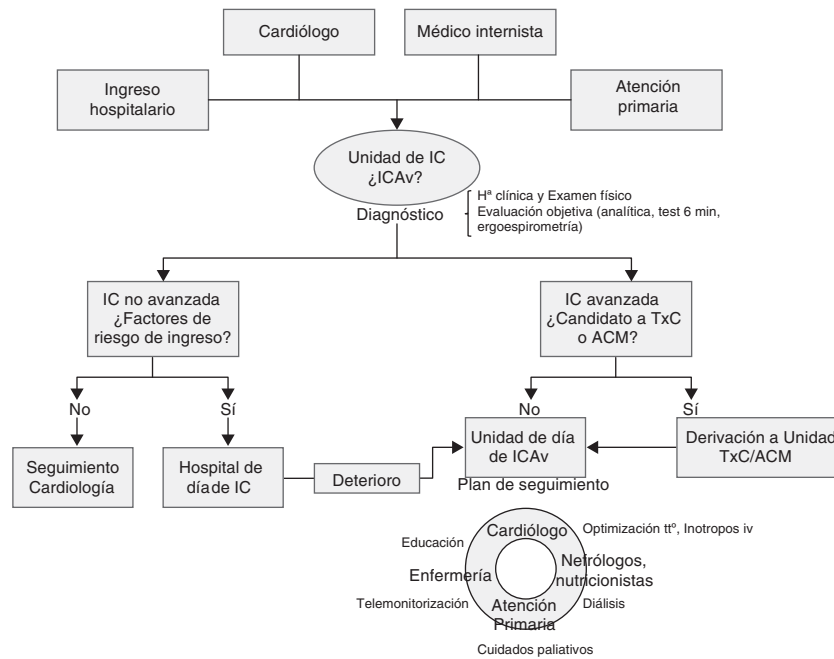 Cardiólogo
Médico internista
Ingreso
hospitalario
Atención
primaria
Unidad de IC
¿ICAv?
Diagnóstico
Hª clínica y Examen físico
Evaluación objetiva (analítica, test 6 min,
ergoespirometría)
IC no avanzada
¿Factores de
riesgo de ingreso?
IC avanzada
¿Candidato a TxC
o ACM?
No
Sí
No
Sí
Seguimiento
Cardiología
Hospital de
día de IC
Deterioro
Unidad de día
de ICAv
Derivación a Unidad
TxC/ACM
Plan de seguimiento
Cardiólogo
Optimización ttº, Inotropos iv
Educación
Enfermería
Nefrólogos,
nutricionistas
Telemonitorización
Atención
Primaria
Diálisis
Cuidados paliativos